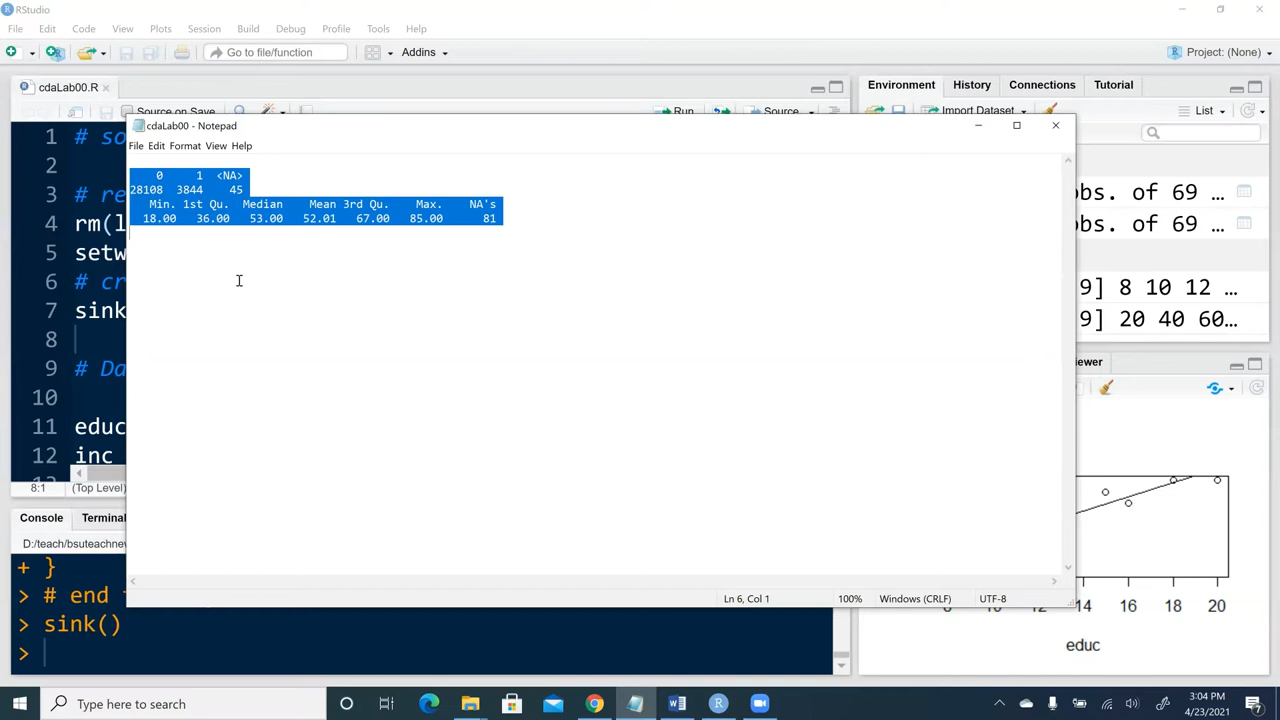 RStudio
File Edit Code View Plots Session Build Debug Profile Tools Help
Go to file/function Addins Project: (None)
cdaLab00.R
Source on Save Run Source
1 # so
2
3 # re
4 rm(l
5 setw
6 # cr
7 sink
8
9 # Da
10
11 educ
12 inc
8:1 (Top Level)
Console Terminal
D:/teach/bsuteachnew
+ }
> # end
> sink()
>
cdaLab00 - Notepad
File Edit Format View Help
0 1 <NA>
28108 3844 45
Min. 1st Qu. Median Mean 3rd Qu. Max. NA's
18.00 36.00 53.00 52.01 67.00 85.00 81
Ln 6, Col 1 100% Windows (CRLF) UTF-8
Environment History Connections Tutorial
Import Dataset List
obs. of 69 ...
obs. of 69 ...
9] 8 10 12 ...
9] 20 40 60...
ewer
14 16 18 20
educ
Type here to search
3:04 PM
4/23/2021
7